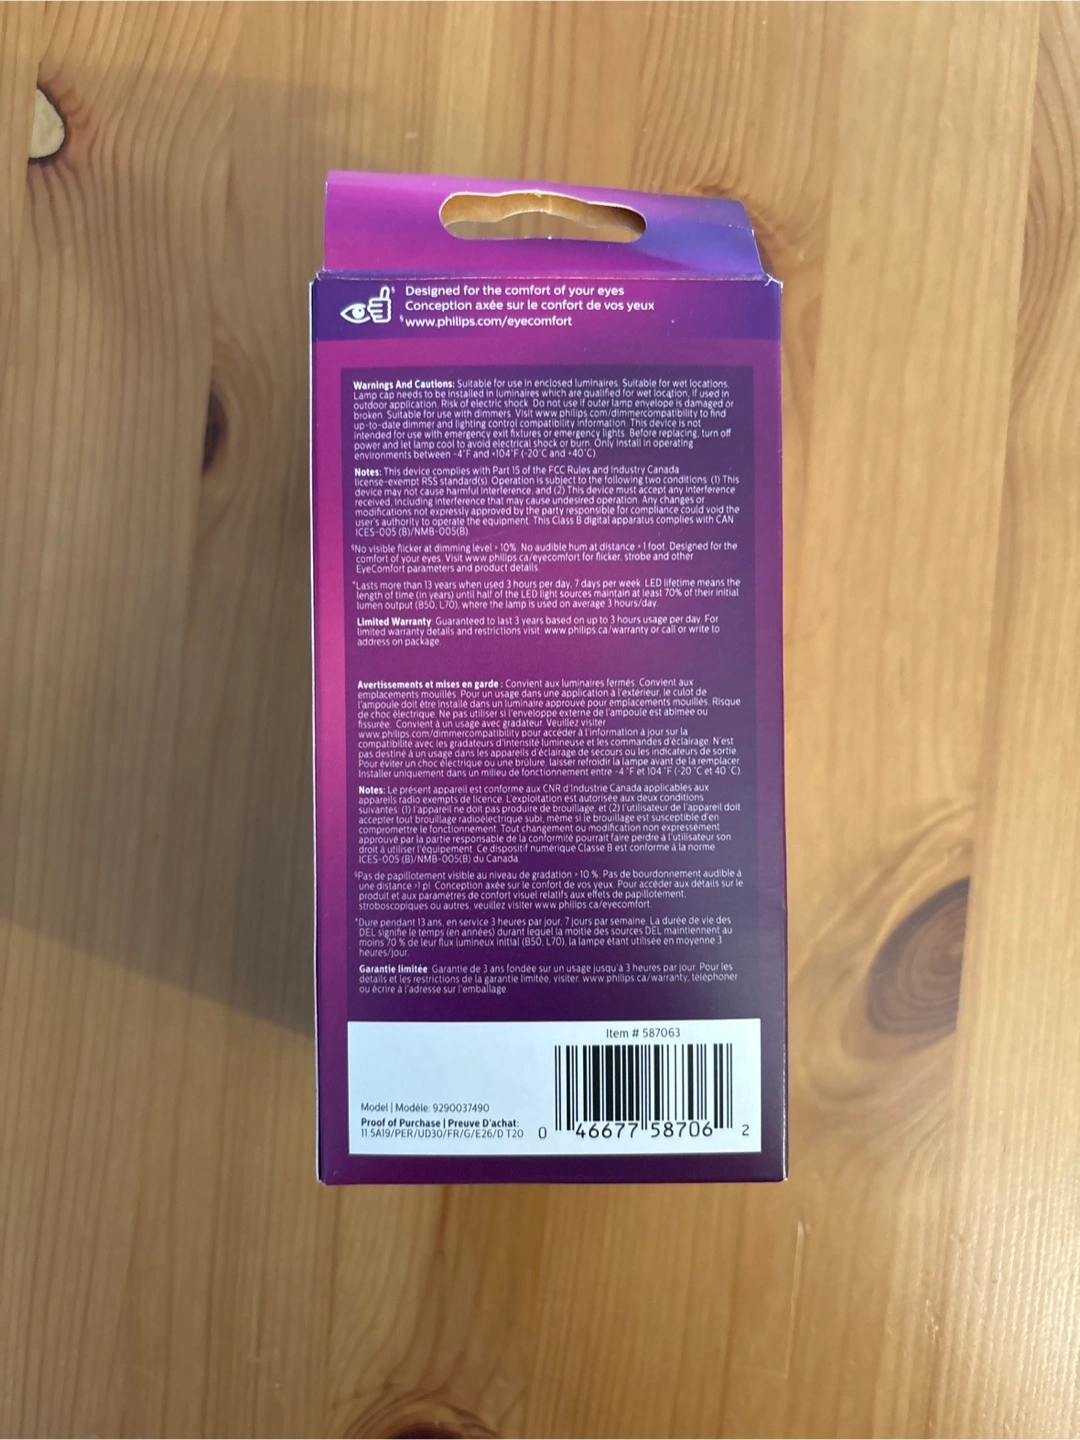 Designed for the comfort of your eyes
Conception axée sur le confort de vos yeux
§www.philips.com/eyecomfort
Warnings And Cautions: Suitable for use in enclosed luminaires. Suitable for wet locations.
Lamp cap needs to be installed in luminaires which are qualified for wet location, if used in
outdoor application. Risk of electric shock. Do not use if outer lamp envelope is damaged or
broken. Suitable for use with dimmers. Visit www.philips.com/dimmercompatibility to find
up-to-date dimmer and lighting control compatibility information. This device is not
intended for use with emergency exit fixtures or emergency lights. Before replacing, turn off
power and let lamp cool to avoid electrical shock or burn. Only install in operating
environments between -4°F and +104°F (-20°C and +40°C).
Notes: This device complies with Part 15 of the FCC Rules and Industry Canada
license-exempt RSS standard(s). Operation is subject to the following two conditions: (1) This
device may not cause harmful interference, and (2) This device must accept any interference
received, including interference that may cause undesired operation. Any changes or
modifications not expressly approved by the party responsible for compliance could void the
user's authority to operate the equipment. This Class B digital apparatus complies with CAN
ICES-005 (B)/NMB-005(B).
§No visible flicker at dimming level > 10%. No audible hum at distance > 1 foot. Designed for the
comfort of your eyes. Visit www.philips.ca/eyecomfort for flicker, strobe and other
EyeComfort parameters and product details.
*Lasts more than 13 years when used 3 hours per day, 7 days per week. LED lifetime means the
length of time (in years) until half of the LED light sources maintain at least 70% of their initial
lumen output (B50, L70), where the lamp is used on average 3 hours/day.
Limited Warranty: Guaranteed to last 3 years based on up to 3 hours usage per day. For
limited warranty details and restrictions visit: www.philips.ca/warranty or call or write to
address on package.
Avertissements et mises en garde : Convient aux luminaires fermés. Convient aux
emplacements mouillés. Pour un usage dans une application à l'extérieur, le culot de
l'ampoule doit être installé dans un luminaire approuvé pour emplacements mouillés. Risque
de choc électrique. Ne pas utiliser si l'enveloppe externe de l'ampoule est abîmée ou
fissurée. Convient à un usage avec gradateur. Veuillez visiter
www.philips.com/dimmercompatibility pour accéder à l'information à jour sur la
compatibilité avec les gradateurs d'intensité lumineuse et les commandes d'éclairage. N'est
pas destiné à un usage dans les appareils d'éclairage de secours ou les indicateurs de sortie.
Pour éviter un choc électrique ou une brûlure, laisser refroidir la lampe avant de la remplacer.
Installer uniquement dans un milieu de fonctionnement entre -4 °F et 104 °F (-20 °C et 40 °C).
Notes: Le présent appareil est conforme aux CNR d'Industrie Canada applicables aux
appareils radio exempts de licence. L'exploitation est autorisée aux deux conditions
suivantes: (1) l'appareil ne doit pas produire de brouillage, et (2) l'utilisateur de l'appareil doit
accepter tout brouillage radioélectrique subi, même si le brouillage est susceptible d'en
compromettre le fonctionnement. Tout changement ou modification non expressément
approuvé par la partie responsable de la conformité pourrait faire perdre à l'utilisateur son
droit à utiliser l'équipement. Ce dispositif numérique Classe B est conforme à la norme
ICES-005 (B)/NMB-005(B) du Canada.
§Pas de papillotement visible au niveau de gradation > 10 %. Pas de bourdonnement audible à
une distance >1 pi. Conception axée sur le confort de vos yeux. Pour accéder aux détails sur le
produit et aux paramètres de confort visuel relatifs aux effets de papillotement,
stroboscopiques ou autres, veuillez visiter www.philips.ca/eyecomfort.
*Dure pendant 13 ans, en service 3 heures par jour, 7 jours par semaine. La durée de vie des
DEL signifie le temps (en années) durant lequel la moitié des sources DEL maintiennent au
moins 70 % de leur flux lumineux initial (B50, L70), la lampe étant utilisée en moyenne 3
heures/jour.
Garantie limitée: Garantie de 3 ans fondée sur un usage jusqu'à 3 heures par jour. Pour les
détails et les restrictions de la garantie limitée, visiter: www.philips.ca/warranty, téléphoner
ou écrire à l'adresse sur l'emballage.
Item # 587063
Model | Modèle: 9290037490
Proof of Purchase | Preuve D'achat:
11.5A19/PER/UD30/FR/G/E26/D T20
0 46677 58706 2